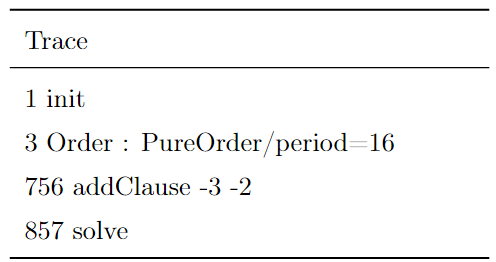 Trace
1 init
3 Order : PureOrder/period=16
756 addClause -3 -2
857 solve